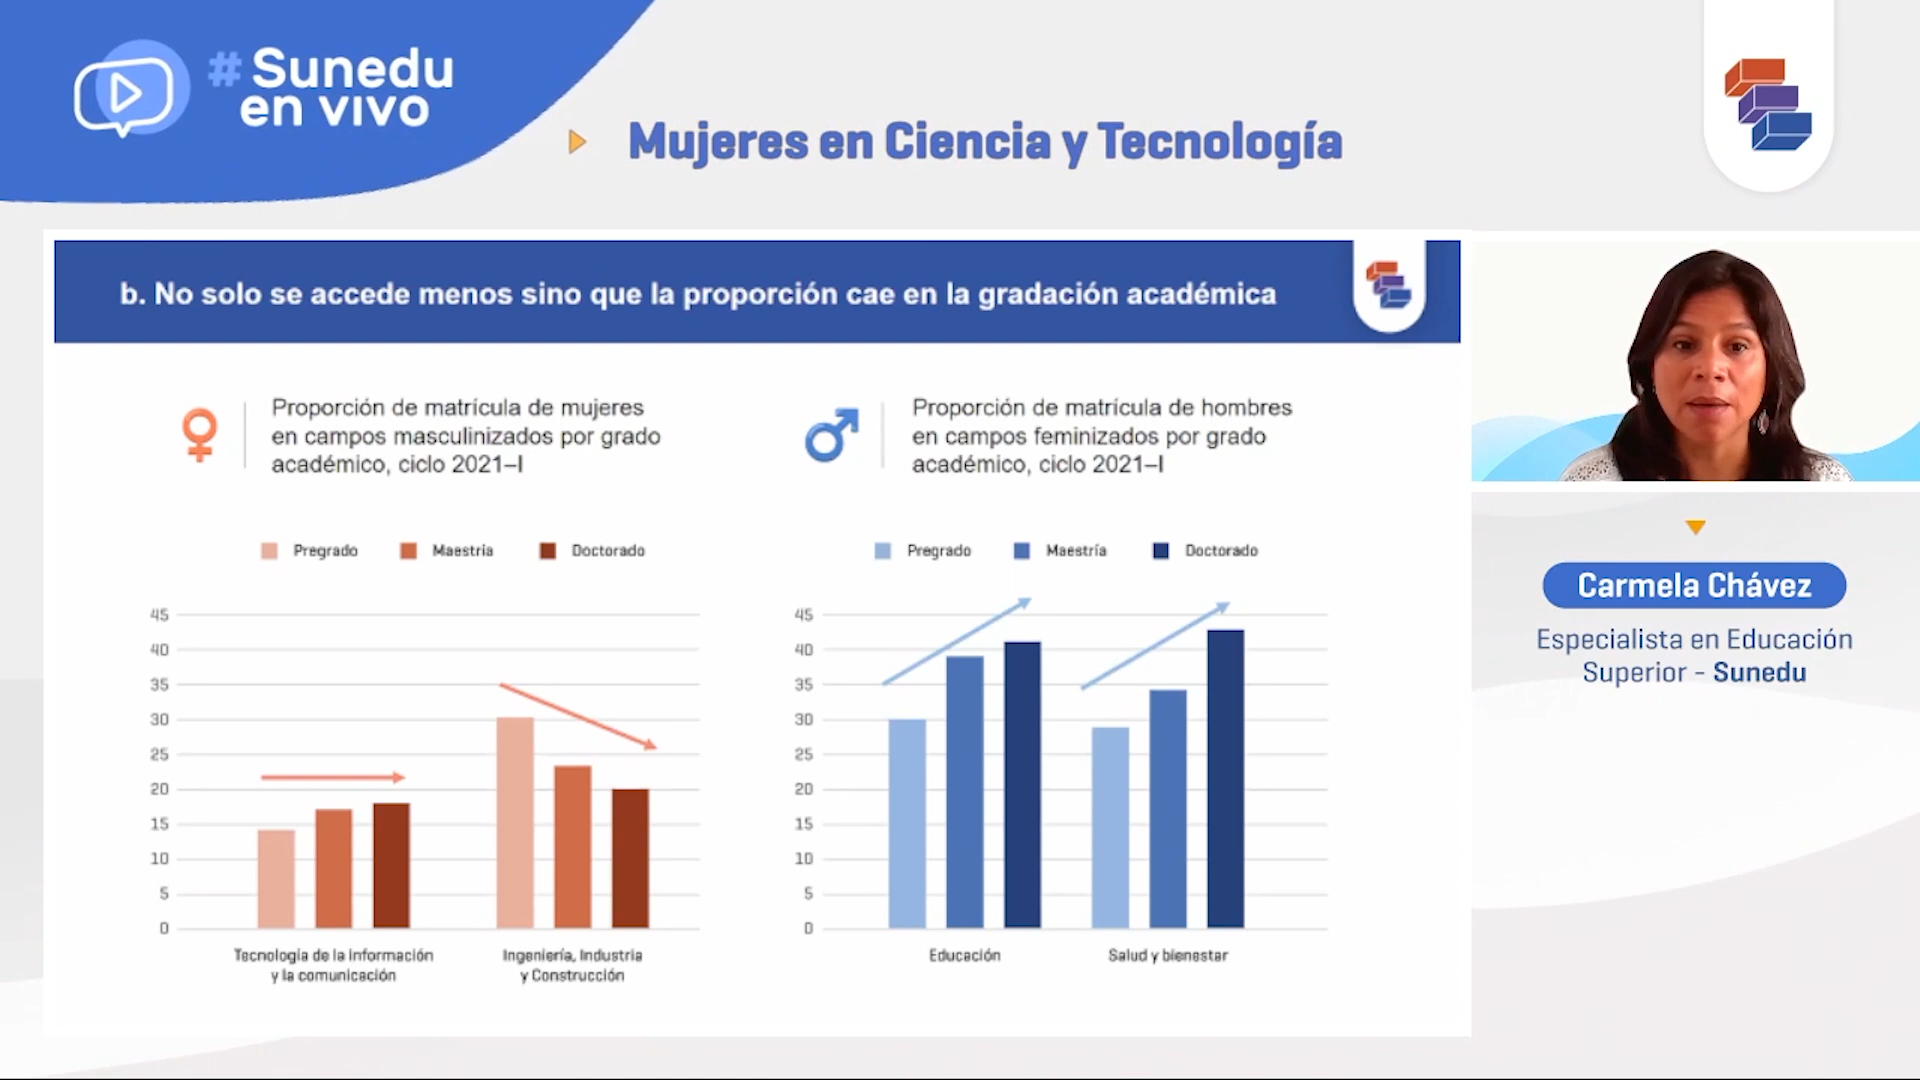 #Sunedu
en vivo
Mujeres en Ciencia y Tecnología
b. No solo se accede menos sino que la proporción cae en la gradación académica
Proporción de matrícula de mujeres
en campos masculinizados por grado
académico, ciclo 2021–I
Pregrado Maestría Doctorado
45
40
35
30
25
20
15
10
5
0
Tecnología de la información
y la comunicación
Ingeniería, Industria
y Construcción
Proporción de matrícula de hombres
en campos feminizados por grado
académico, ciclo 2021–I
Pregrado Maestría Doctorado
45
40
35
30
25
20
15
10
5
0
Educación
Salud y bienestar
Carmela Chávez
Especialista en Educación
Superior - Sunedu